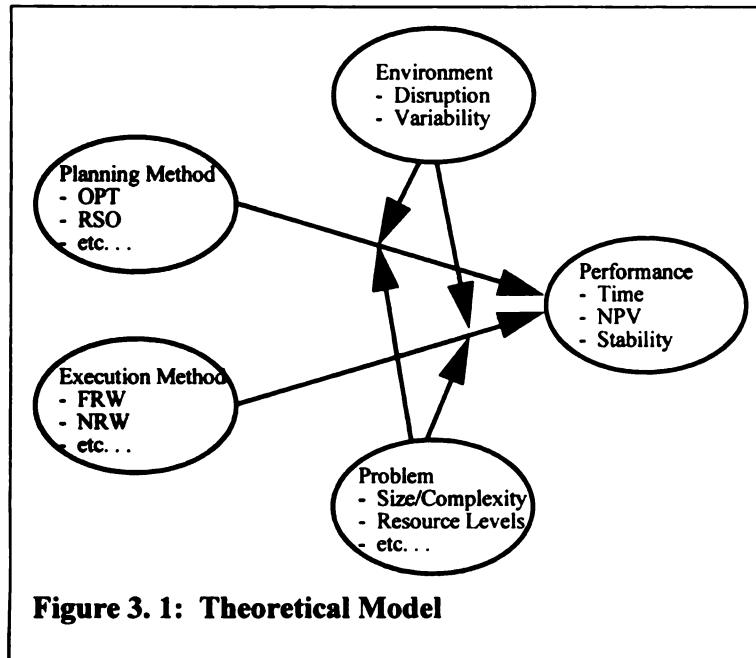 Environment
- Disruption
- Variability
Planning Method
- OPT
- RSO
- etc. . .
Performance
- Time
- NPV
- Stability
Execution Method
- FRW
- NRW
- etc. . .
Problem
- Size/Complexity
- Resource Levels
- etc. . .
Figure 3. 1: Theoretical Model